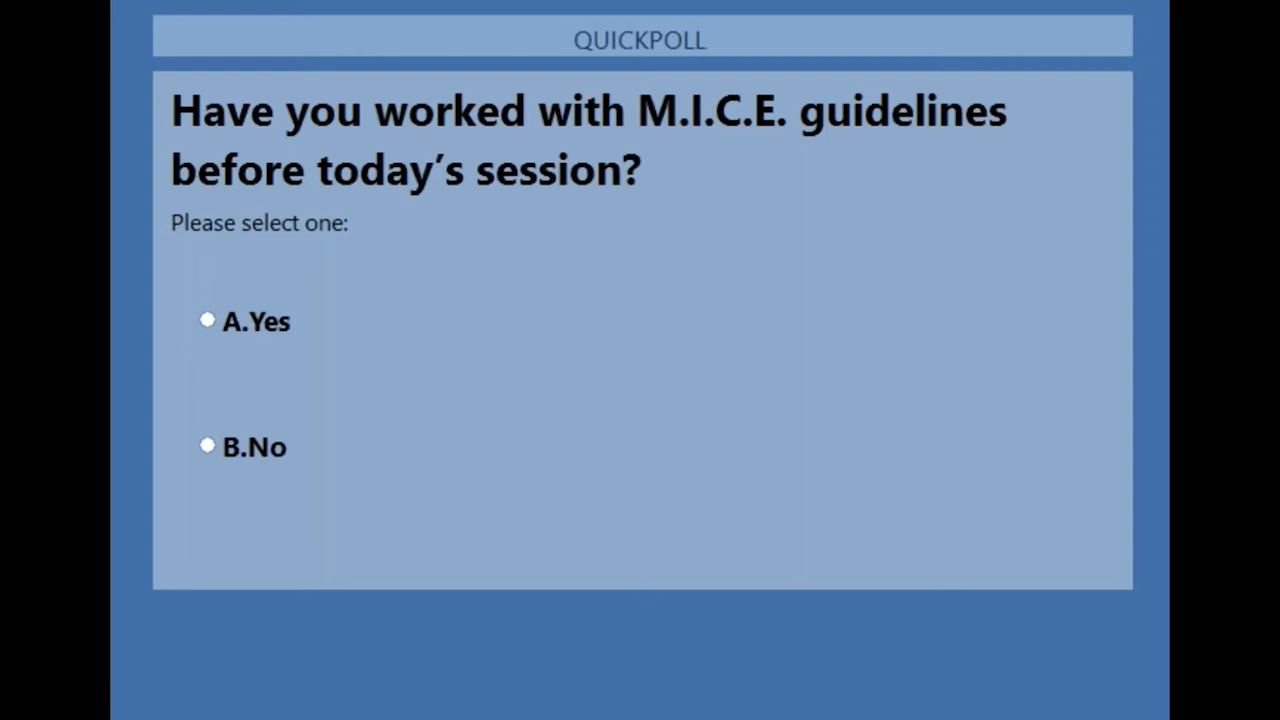 QUICKPOLL
Have you worked with M.I.C.E. guidelines
before today’s session?
Please select one:
A.Yes
B.No